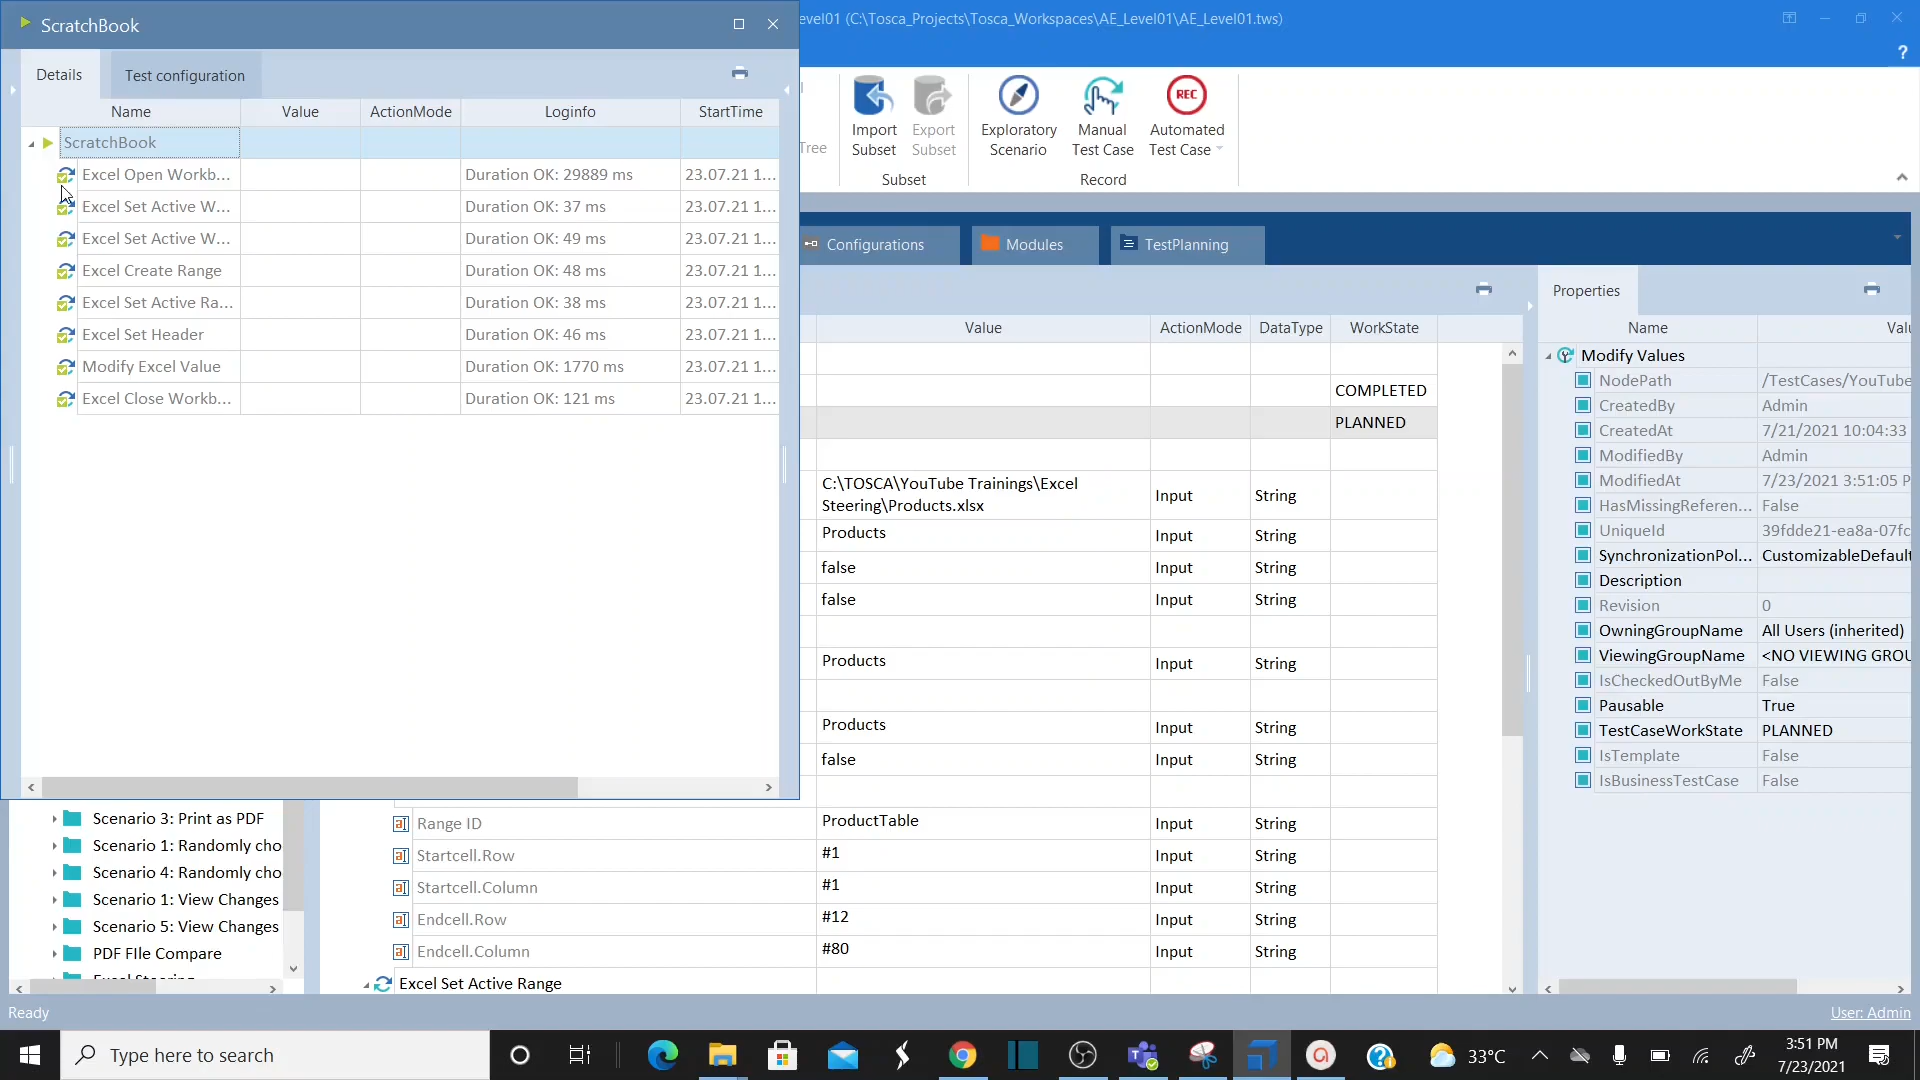 ScratchBook
evel01 (C:\Tosca_Projects\Tosca_Workspaces\AE_Level01\AE_Level01.tws)
?
Details
Test configuration
Name Value ActionMode Loginfo StartTime
ScratchBook
Excel Open Workb... Duration OK: 29889 ms 23.07.21 1...
Excel Set Active W... Duration OK: 37 ms 23.07.21 1...
Excel Set Active W... Duration OK: 49 ms 23.07.21 1...
Excel Create Range Duration OK: 48 ms 23.07.21 1...
Excel Set Active Ra... Duration OK: 38 ms 23.07.21 1...
Excel Set Header Duration OK: 46 ms 23.07.21 1...
Modify Excel Value Duration OK: 1770 ms 23.07.21 1...
Excel Close Workb... Duration OK: 121 ms 23.07.21 1...
Tree
Import
Subset
Export
Subset
Subset
Exploratory
Scenario
Manual
Test Case
REC
Automated
Test Case
Record
Configurations
Modules
TestPlanning
Value ActionMode DataType WorkState
COMPLETED
PLANNED
C:\TOSCA\YouTube Trainings\Excel
Steering\Products.xlsx Input String
Products Input String
false Input String
false Input String
Products Input String
Products Input String
false Input String
Range ID ProductTable Input String
Startcell.Row #1 Input String
Startcell.Column #1 Input String
Endcell.Row #12 Input String
Endcell.Column #80 Input String
Excel Set Active Range
Scenario 3: Print as PDF
Scenario 1: Randomly cho
Scenario 4: Randomly cho
Scenario 1: View Changes
Scenario 5: View Changes
PDF FIle Compare
Excel Steering
Properties
Name Valu
Modify Values
NodePath /TestCases/YouTube
CreatedBy Admin
CreatedAt 7/21/2021 10:04:33
ModifiedBy Admin
ModifiedAt 7/23/2021 3:51:05 P
HasMissingReferen... False
UniqueId 39fdde21-ea8a-07fc
SynchronizationPol... CustomizableDefault
Description
Revision 0
OwningGroupName All Users (inherited)
ViewingGroupName <NO VIEWING GROU
IsCheckedOutByMe False
Pausable True
TestCaseWorkState PLANNED
IsTemplate False
IsBusinessTestCase False
Ready
User: Admin
Type here to search
33°C
3:51 PM
7/23/2021